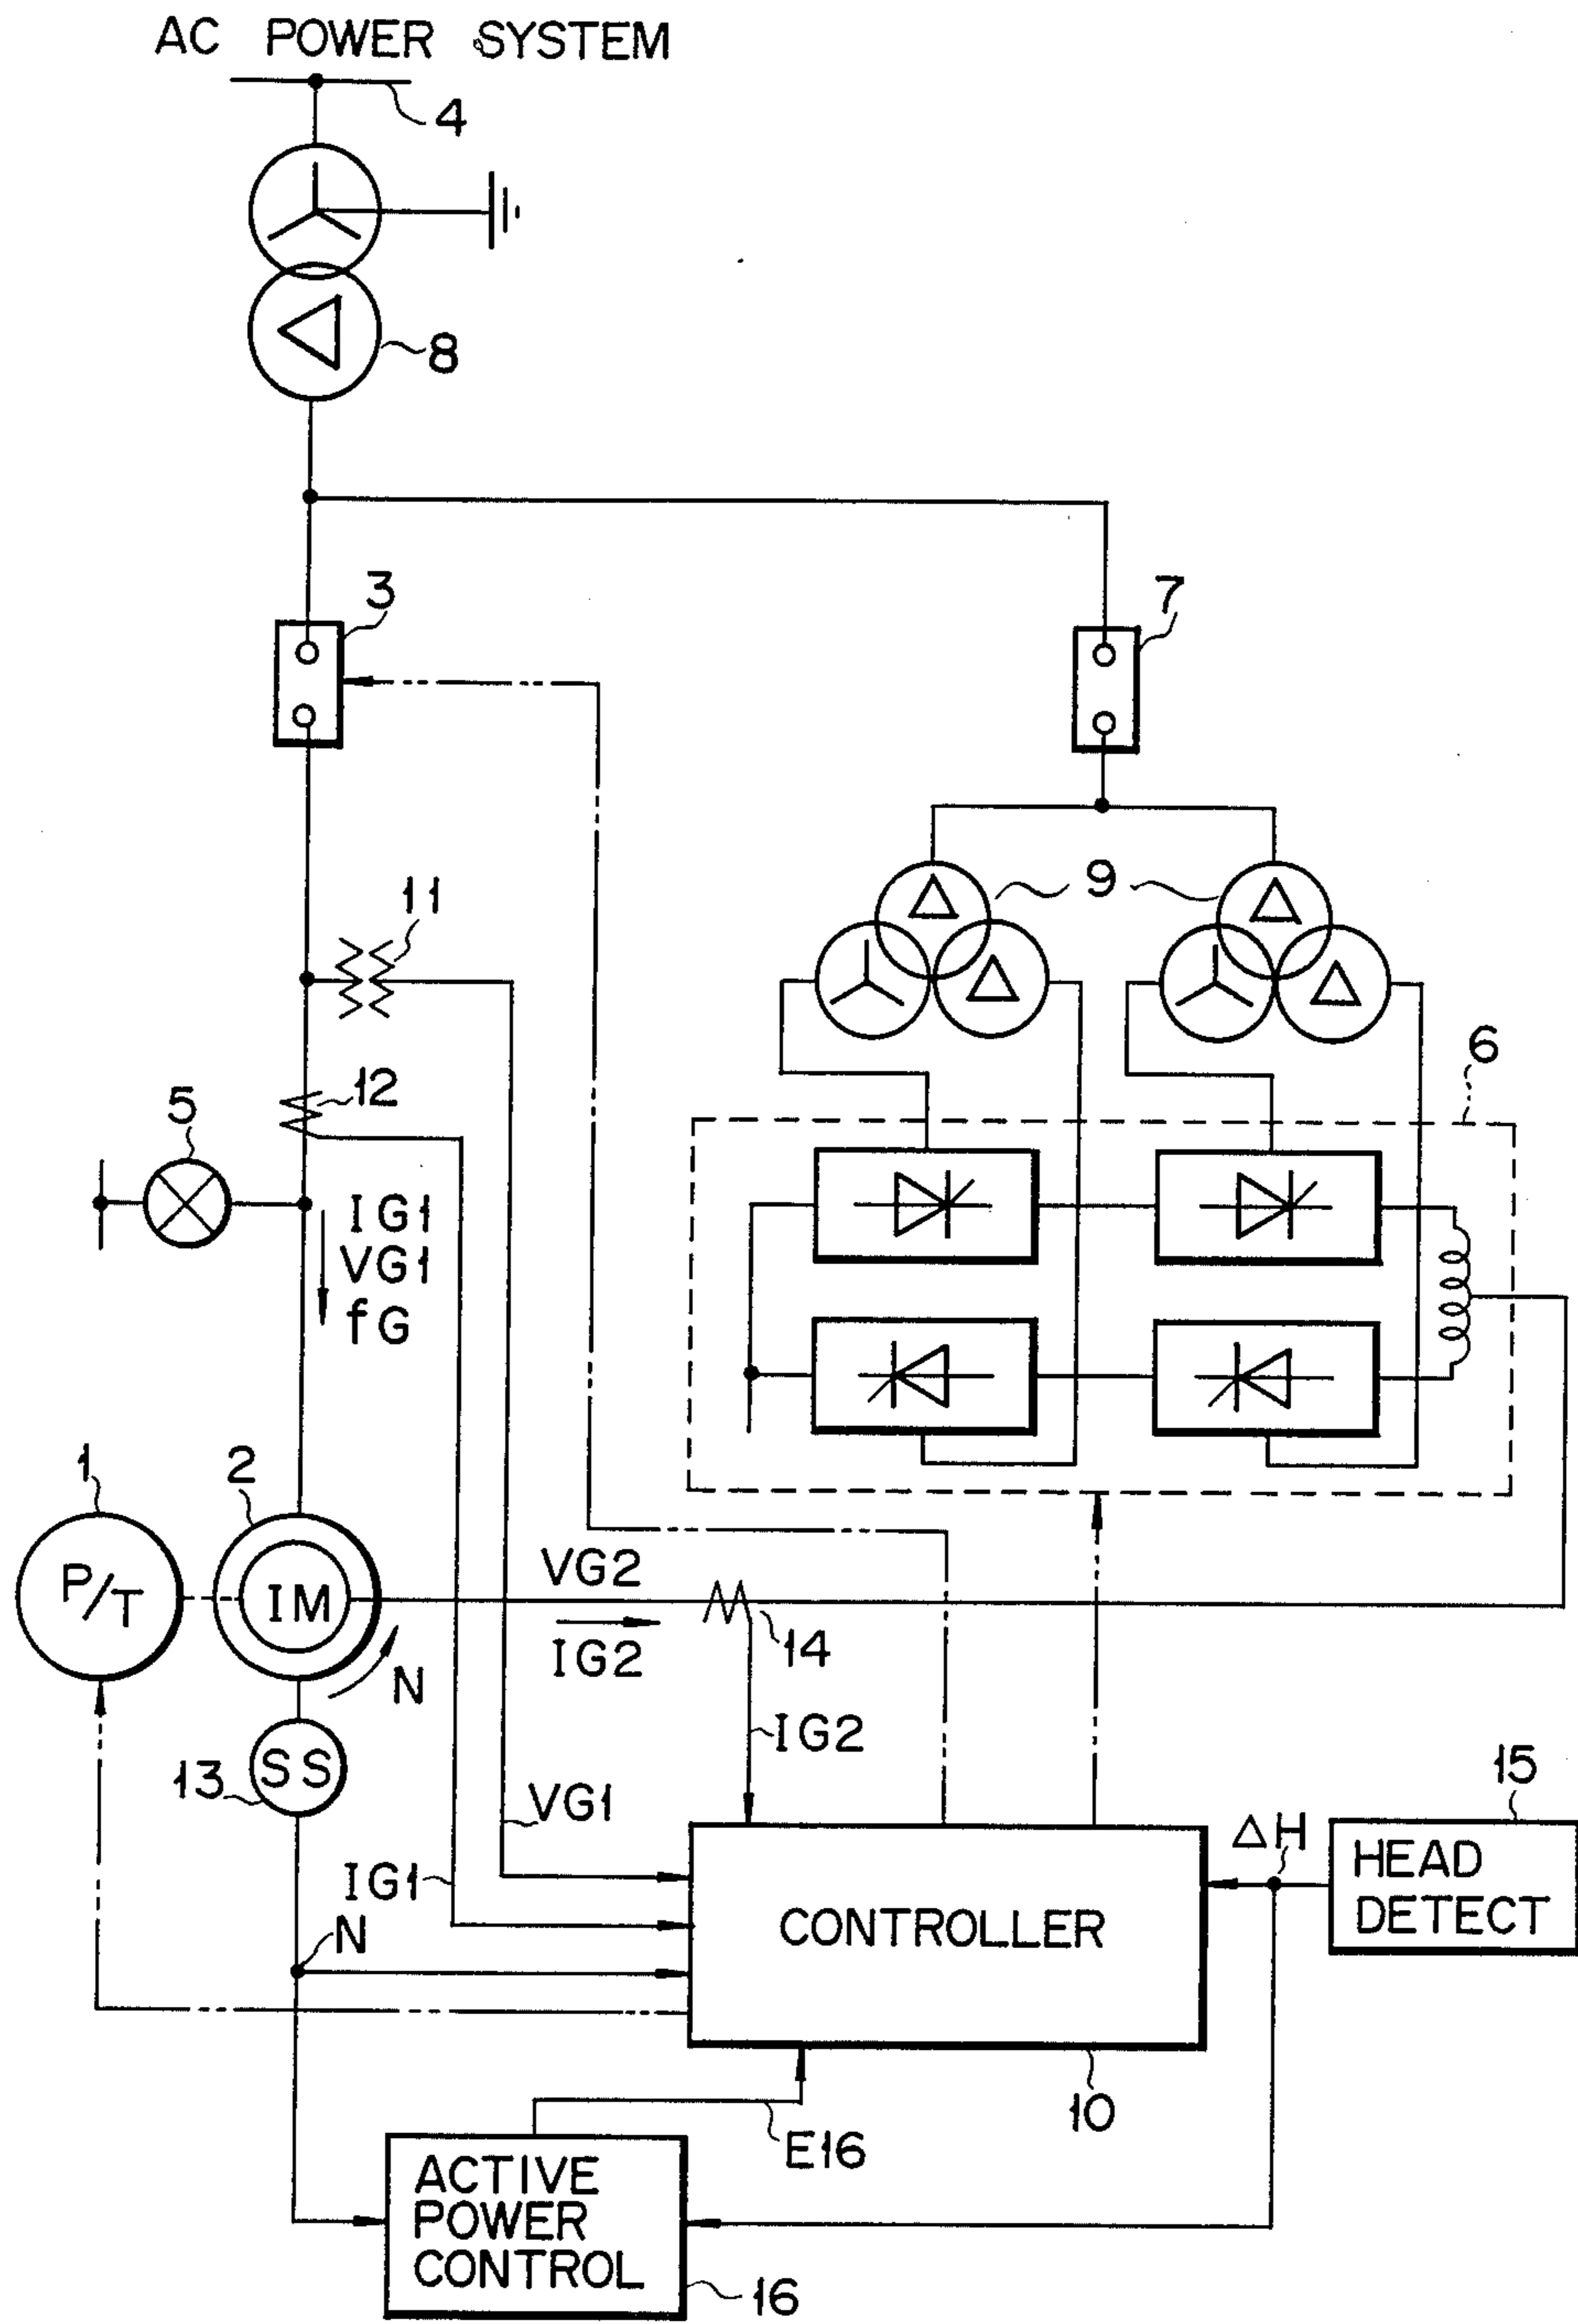 AC POWER SYSTEM
4
8
3
7
11
9
12
5
6
IG1
VG1
fG
1
2
P/T
IM
VG2
IG2
14
N
SS
13
IG2
VG1
15
ΔH
HEAD
DETECT
IG1
CONTROLLER
N
10
E16
ACTIVE
POWER
CONTROL
16